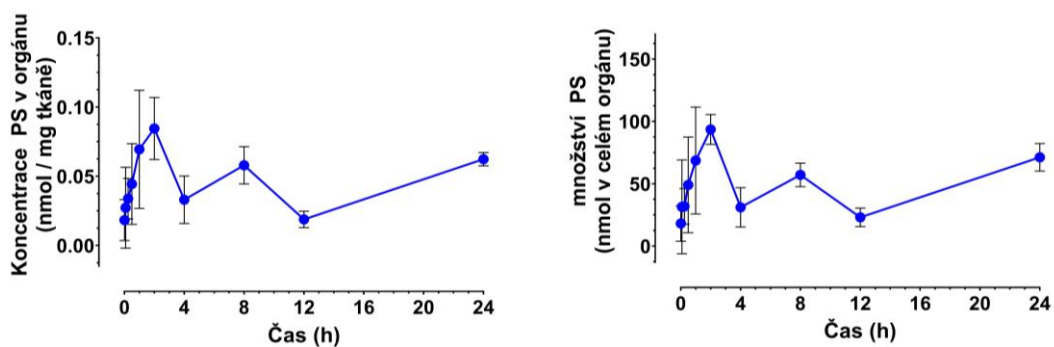 Koncentrace PS v orgánu
(nmol / mg tkáně)
0.15
0.10
0.05
0.00
0 4 8 12 16 20 24
Čas (h)
množství PS
(nmol v celém orgánu)
150
100
50
0
0 4 8 12 16 20 24
Čas (h)